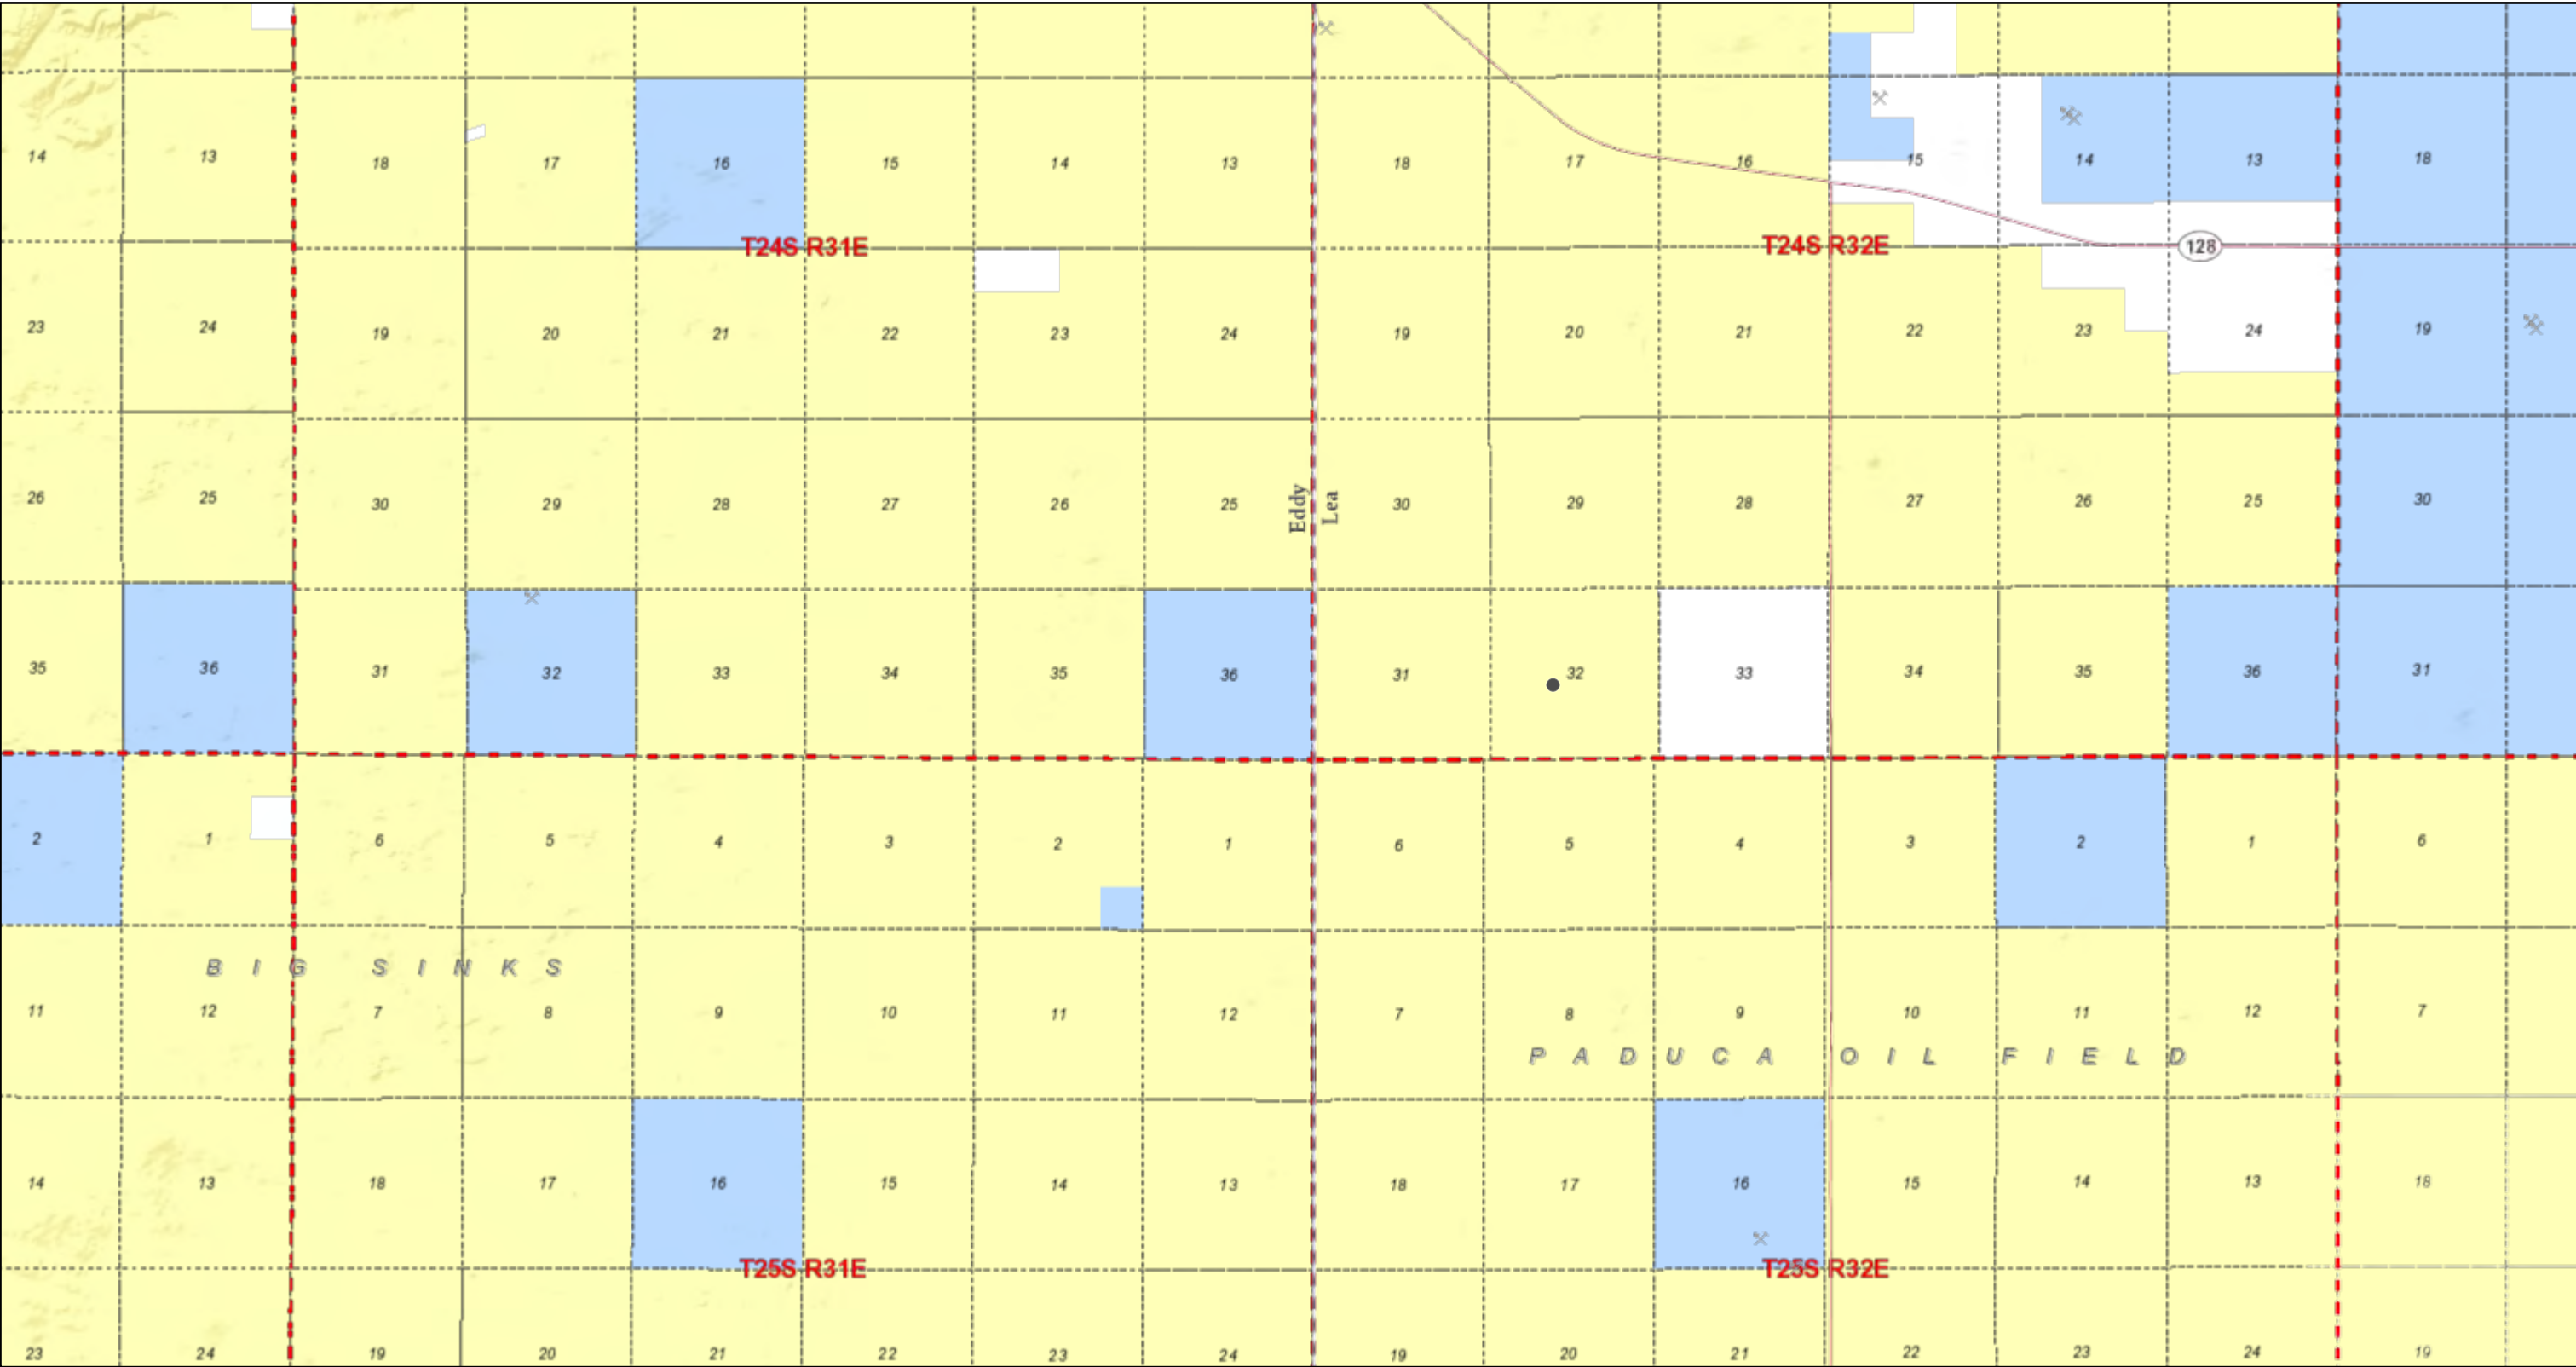 14 13 18 17 16 15 14 13 18 17 16 15 14 13 18
T24S R31E T24S R32E 128
23 24 19 20 21 22 23 24 19 20 21 22 23 24 19
26 25 30 29 28 27 26 25 Eddy Lea 30 29 28 27 26 25 30
35 36 31 32 33 34 35 36 31 32 33 34 35 36 31
2 1 6 5 4 3 2 1 6 5 4 3 2 1 6
BIG SINKS
11 12 7 8 9 10 11 12 7 8 9 10 11 12 7
PADUCA OIL FIELD
14 13 18 17 16 15 14 13 18 17 16 15 14 13 18
T25S R31E T25S R32E
23 24 19 20 21 22 23 24 19 20 21 22 23 24 19